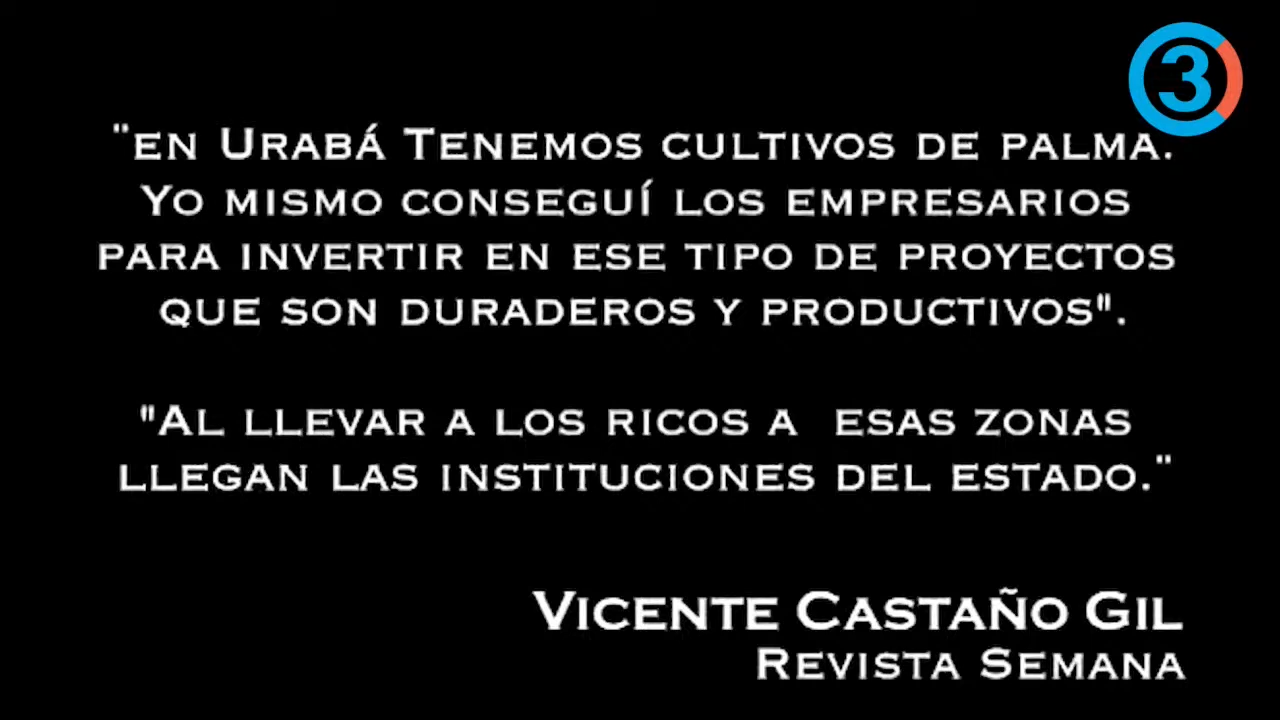 3
"EN URABÁ TENEMOS CULTIVOS DE PALMA.
YO MISMO CONSEGUÍ LOS EMPRESARIOS
PARA INVERTIR EN ESE TIPO DE PROYECTOS
QUE SON DURADEROS Y PRODUCTIVOS".
"AL LLEVAR A LOS RICOS A ESAS ZONAS
LLEGAN LAS INSTITUCIONES DEL ESTADO."
VICENTE CASTAÑO GIL
REVISTA SEMANA